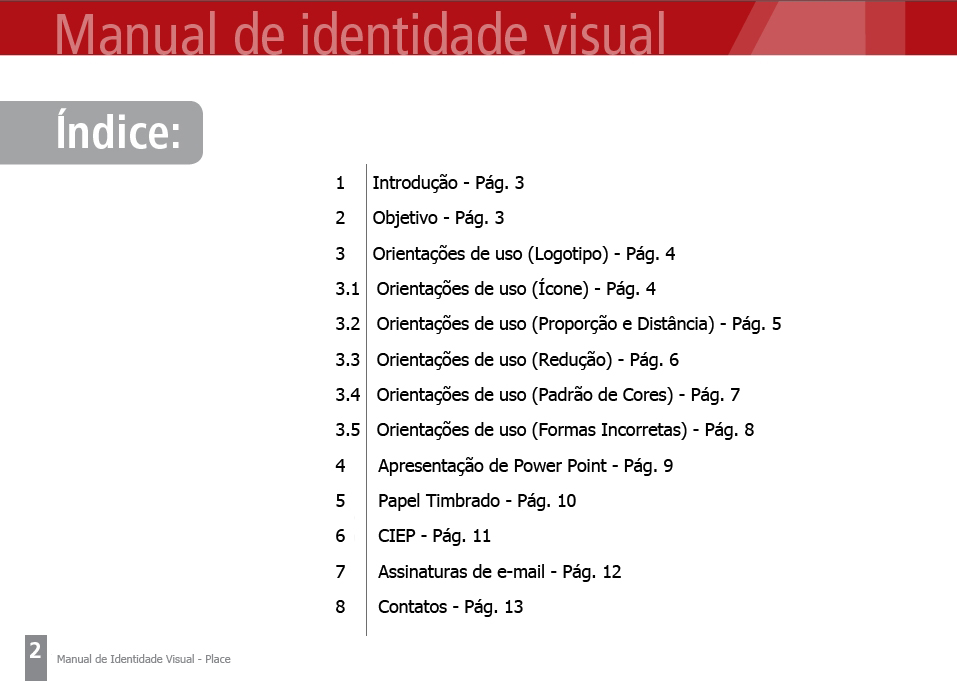 Manual de identidade visual
Índice:
1 Introdução - Pág. 3
2 Objetivo - Pág. 3
3 Orientações de uso (Logotipo) - Pág. 4
3.1 Orientações de uso (Ícone) - Pág. 4
3.2 Orientações de uso (Proporção e Distância) - Pág. 5
3.3 Orientações de uso (Redução) - Pág. 6
3.4 Orientações de uso (Padrão de Cores) - Pág. 7
3.5 Orientações de uso (Formas Incorretas) - Pág. 8
4 Apresentação de Power Point - Pág. 9
5 Papel Timbrado - Pág. 10
6 CIEP - Pág. 11
7 Assinaturas de e-mail - Pág. 12
8 Contatos - Pág. 13
2 Manual de Identidade Visual - Place